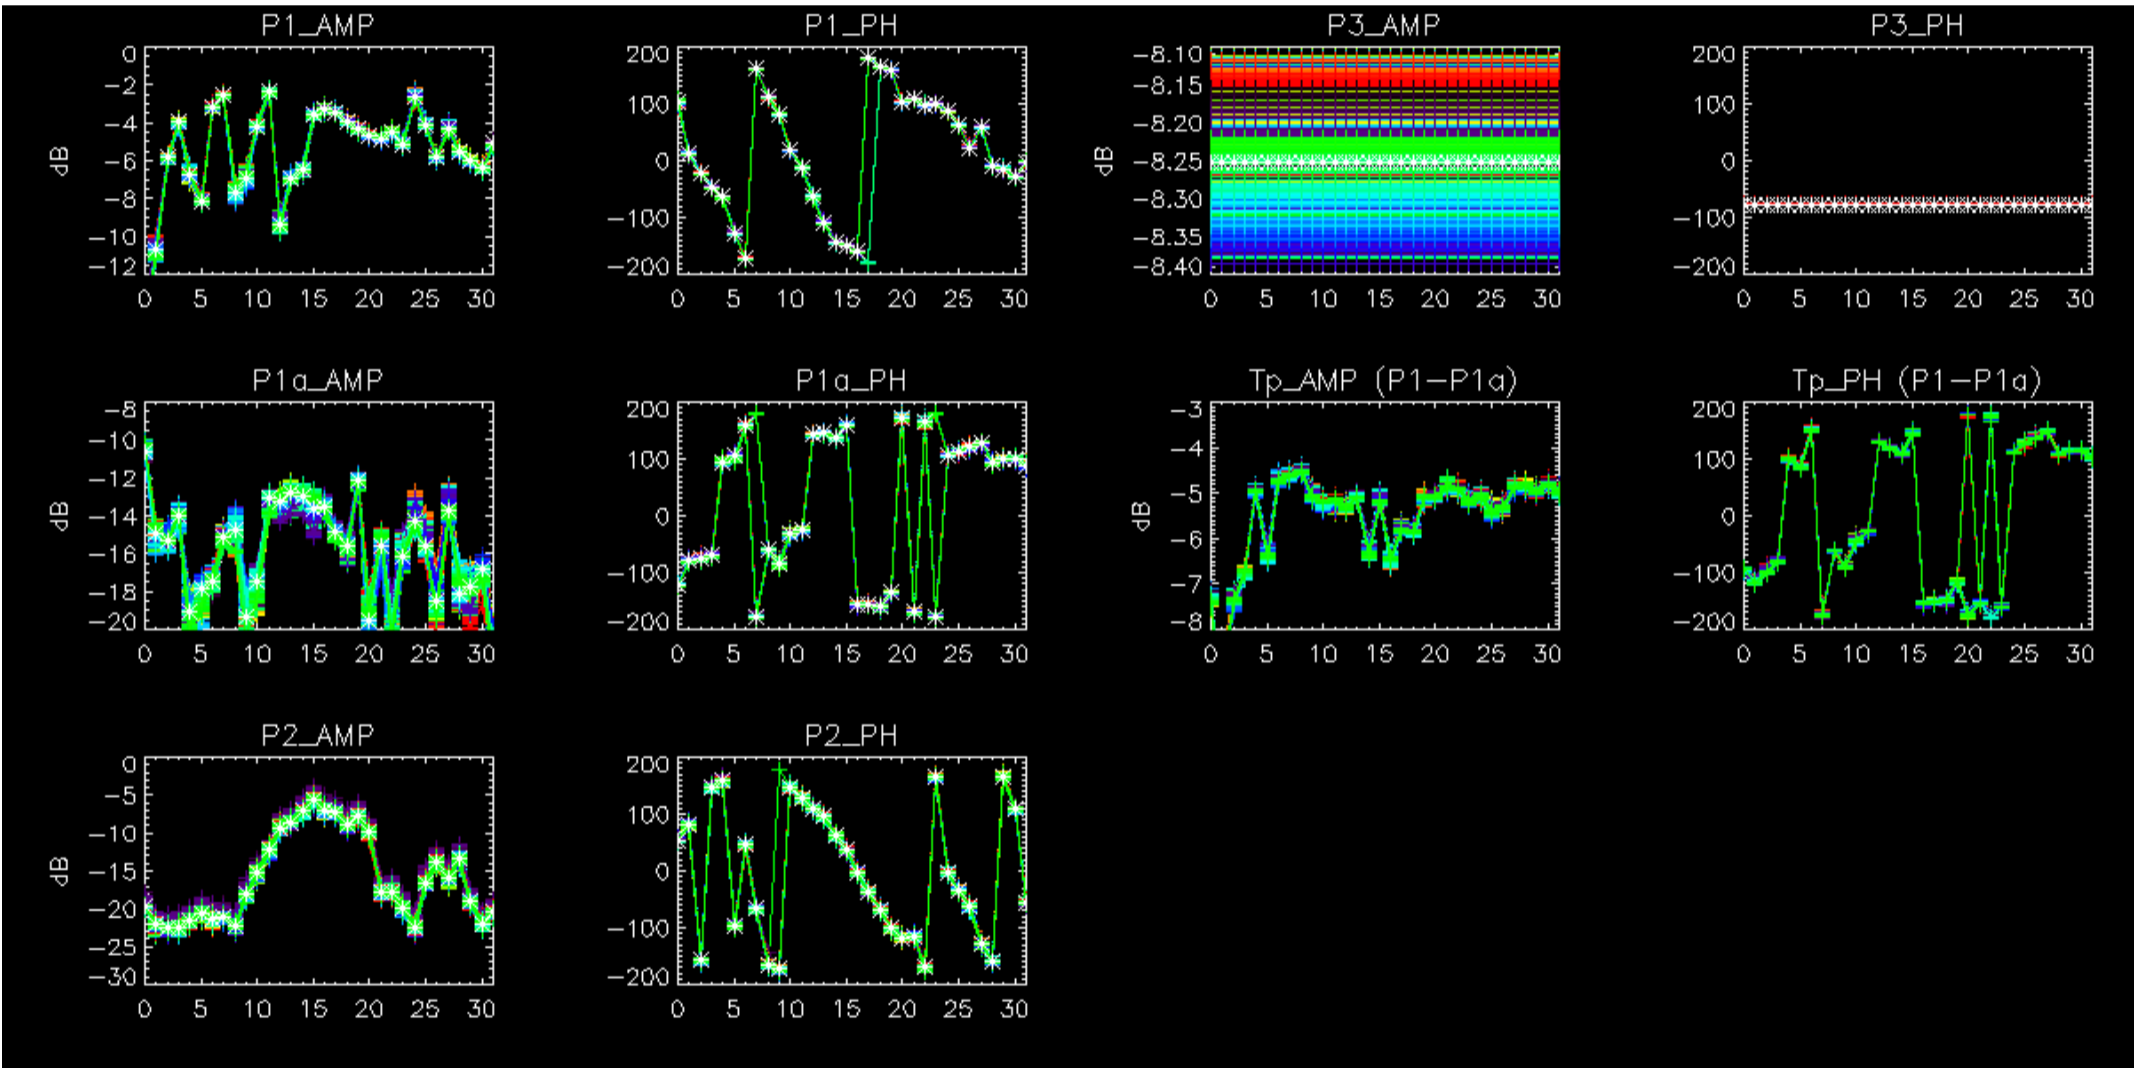 P1_AMP
P1_PH
P3_AMP
P3_PH
dB
0
−2
−4
−6
−8
−10
−12
0 5 10 15 20 25 30
200
100
0
−100
−200
0 5 10 15 20 25 30
dB
−8.10
−8.15
−8.20
−8.25
−8.30
−8.35
−8.40
0 5 10 15 20 25 30
200
100
0
−100
−200
0 5 10 15 20 25 30
P1a_AMP
P1a_PH
Tp_AMP (P1−P1a)
Tp_PH (P1−P1a)
dB
−8
−10
−12
−14
−16
−18
−20
0 5 10 15 20 25 30
200
100
0
−100
−200
0 5 10 15 20 25 30
dB
−3
−4
−5
−6
−7
−8
0 5 10 15 20 25 30
200
100
0
−100
−200
0 5 10 15 20 25 30
P2_AMP
P2_PH
dB
0
−5
−10
−15
−20
−25
−30
0 5 10 15 20 25 30
200
100
0
−100
−200
0 5 10 15 20 25 30